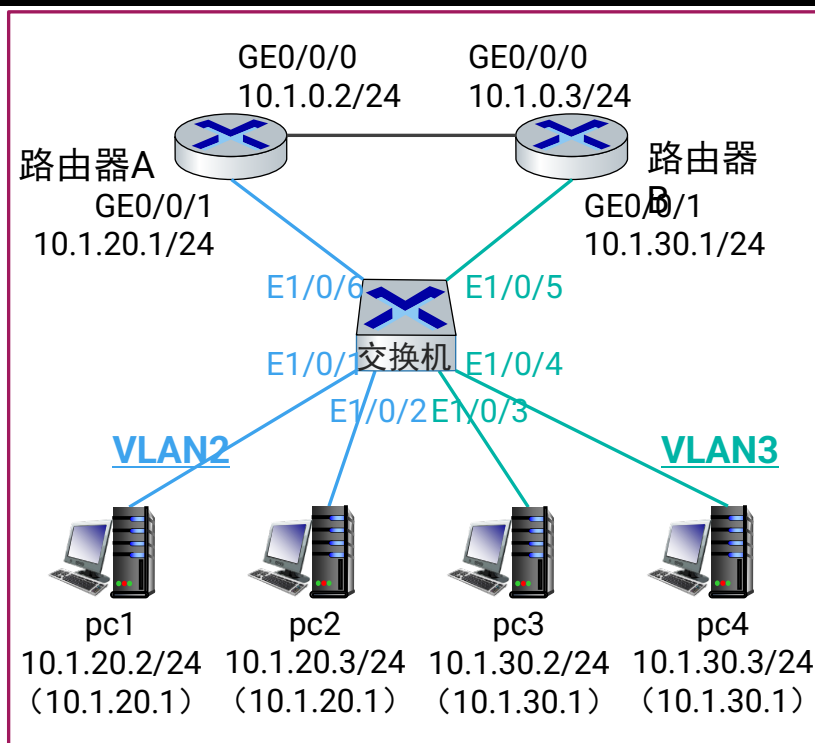 GE0/0/0
10.1.0.2/24
GE0/0/0
10.1.0.3/24
路由器A
路由器
B
GE0/0/1
10.1.20.1/24
GE0/0/1
10.1.30.1/24
E1/0/6
E1/0/5
交换机
E1/0/1
E1/0/4
E1/0/2
E1/0/3
VLAN2
VLAN3
pc1
10.1.20.2/24
（10.1.20.1）
pc2
10.1.20.3/24
（10.1.20.1）
pc3
10.1.30.2/24
（10.1.30.1）
pc4
10.1.30.3/24
（10.1.30.1）